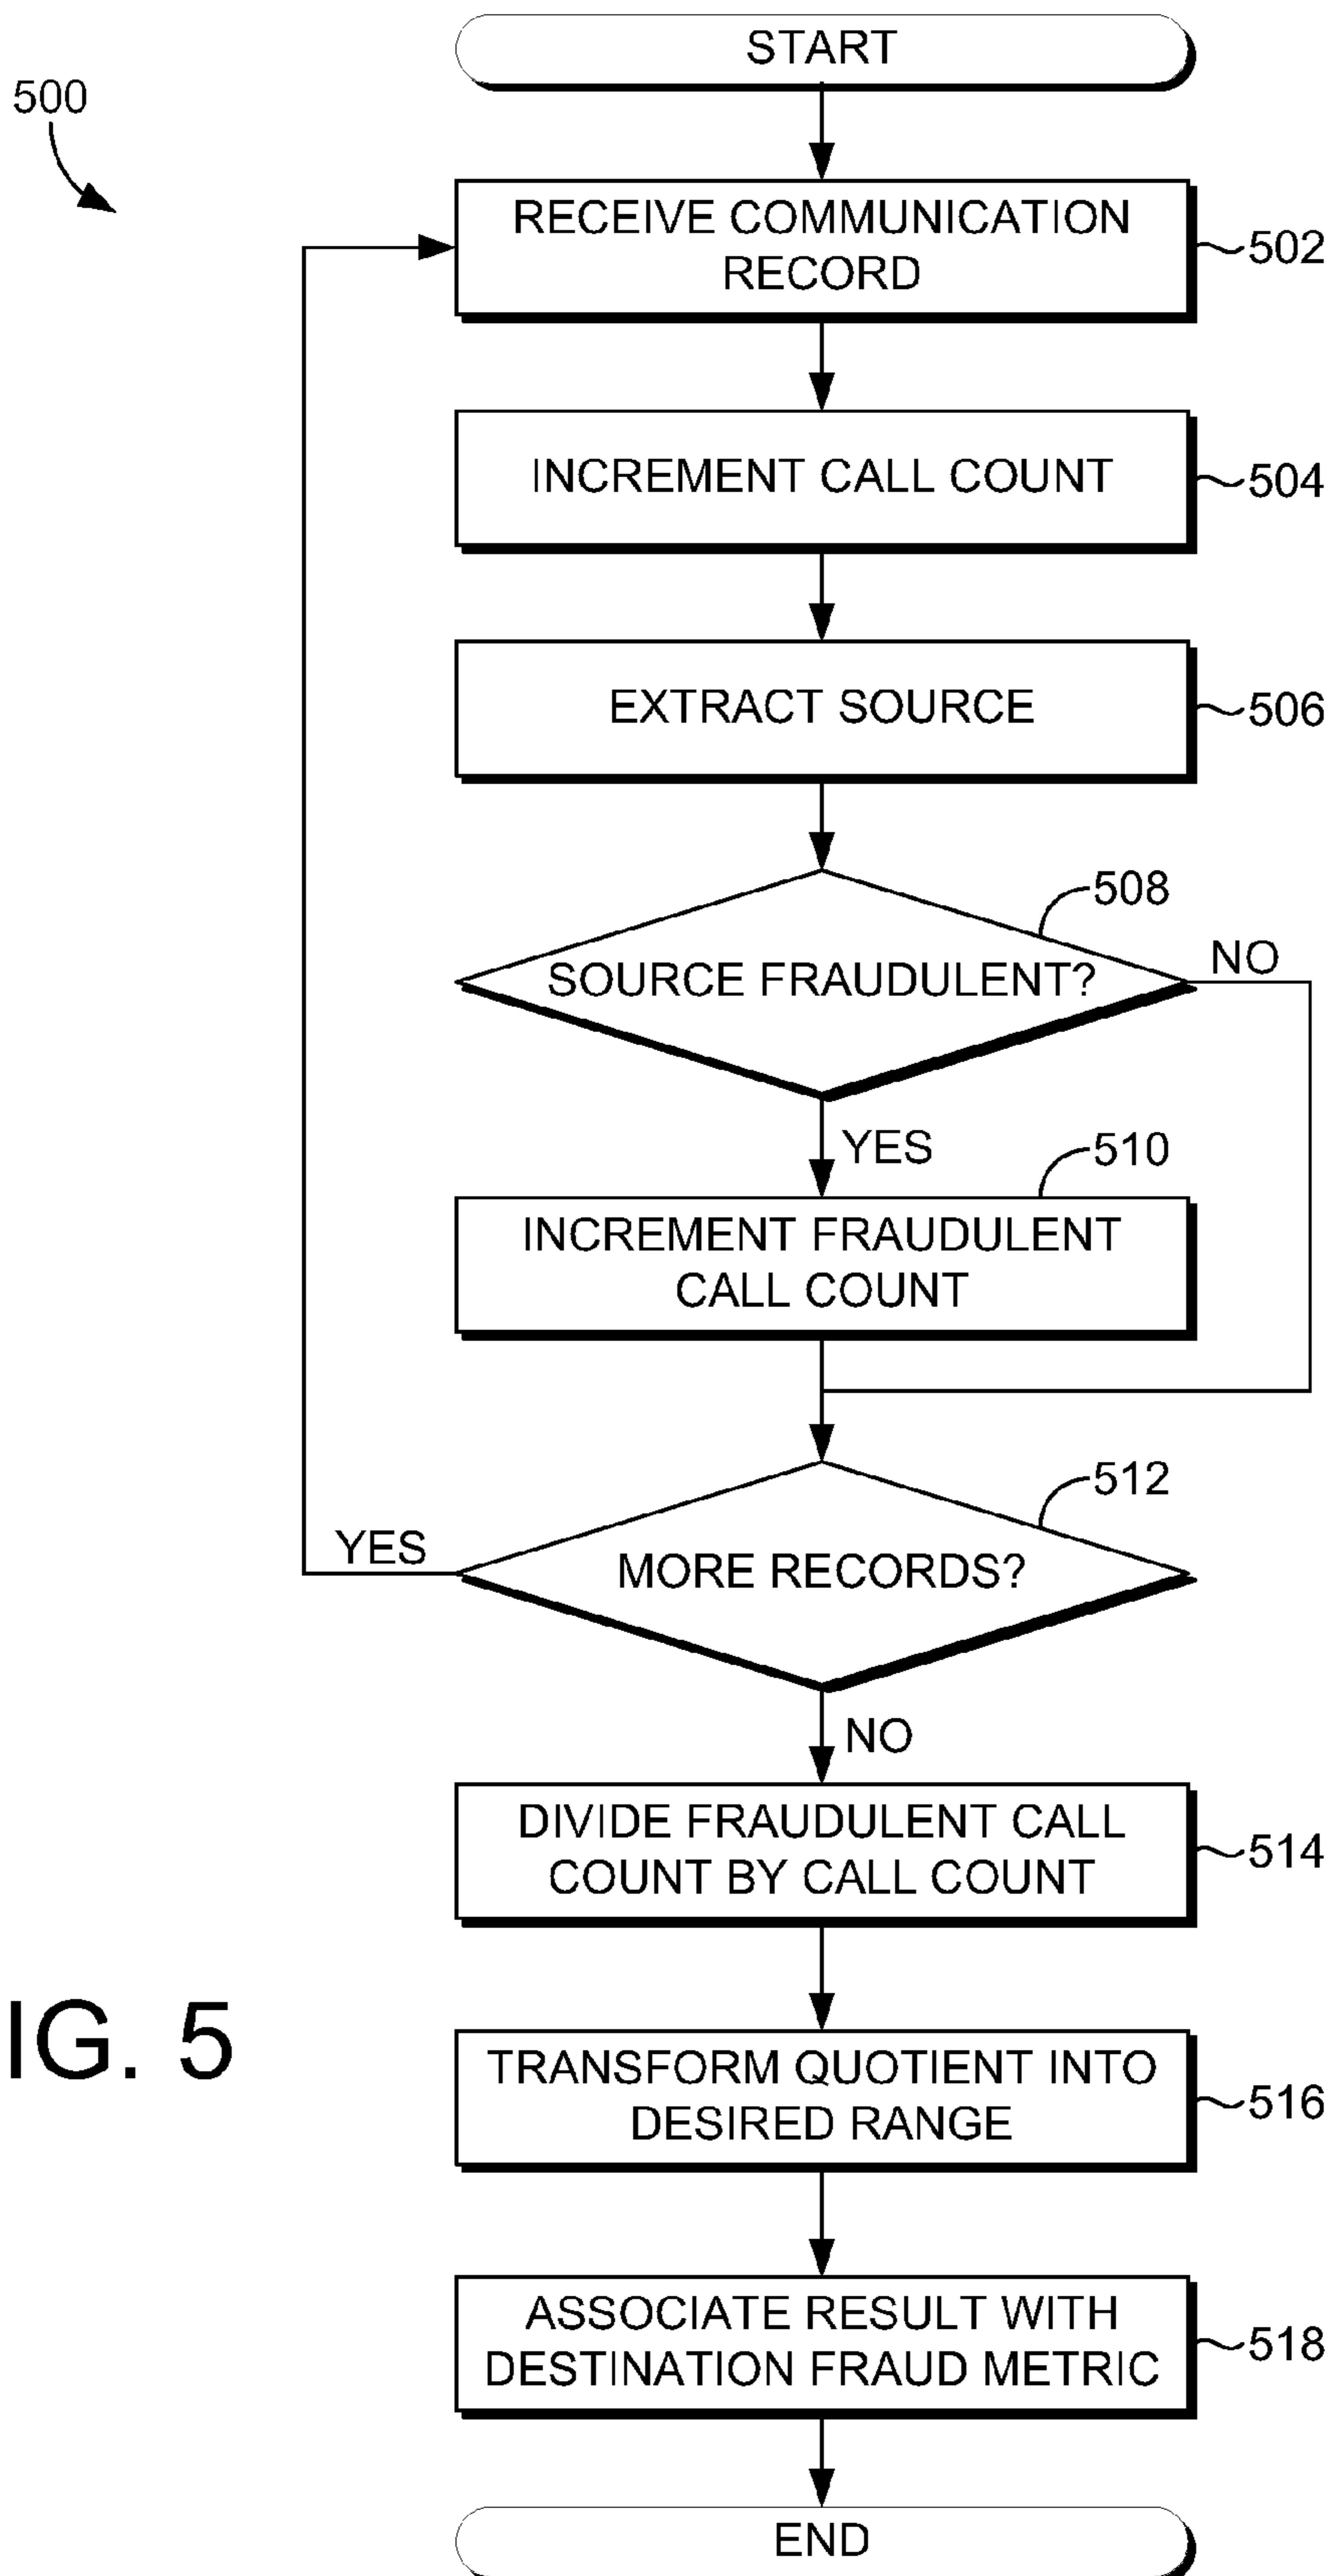 START
500
RECEIVE COMMUNICATION
RECORD
502
INCREMENT CALL COUNT
504
EXTRACT SOURCE
506
508
SOURCE FRAUDULENT?
NO
YES
510
INCREMENT FRAUDULENT
CALL COUNT
512
MORE RECORDS?
YES
NO
DIVIDE FRAUDULENT CALL
COUNT BY CALL COUNT
514
IG. 5
TRANSFORM QUOTIENT INTO
DESIRED RANGE
516
ASSOCIATE RESULT WITH
DESTINATION FRAUD METRIC
518
END